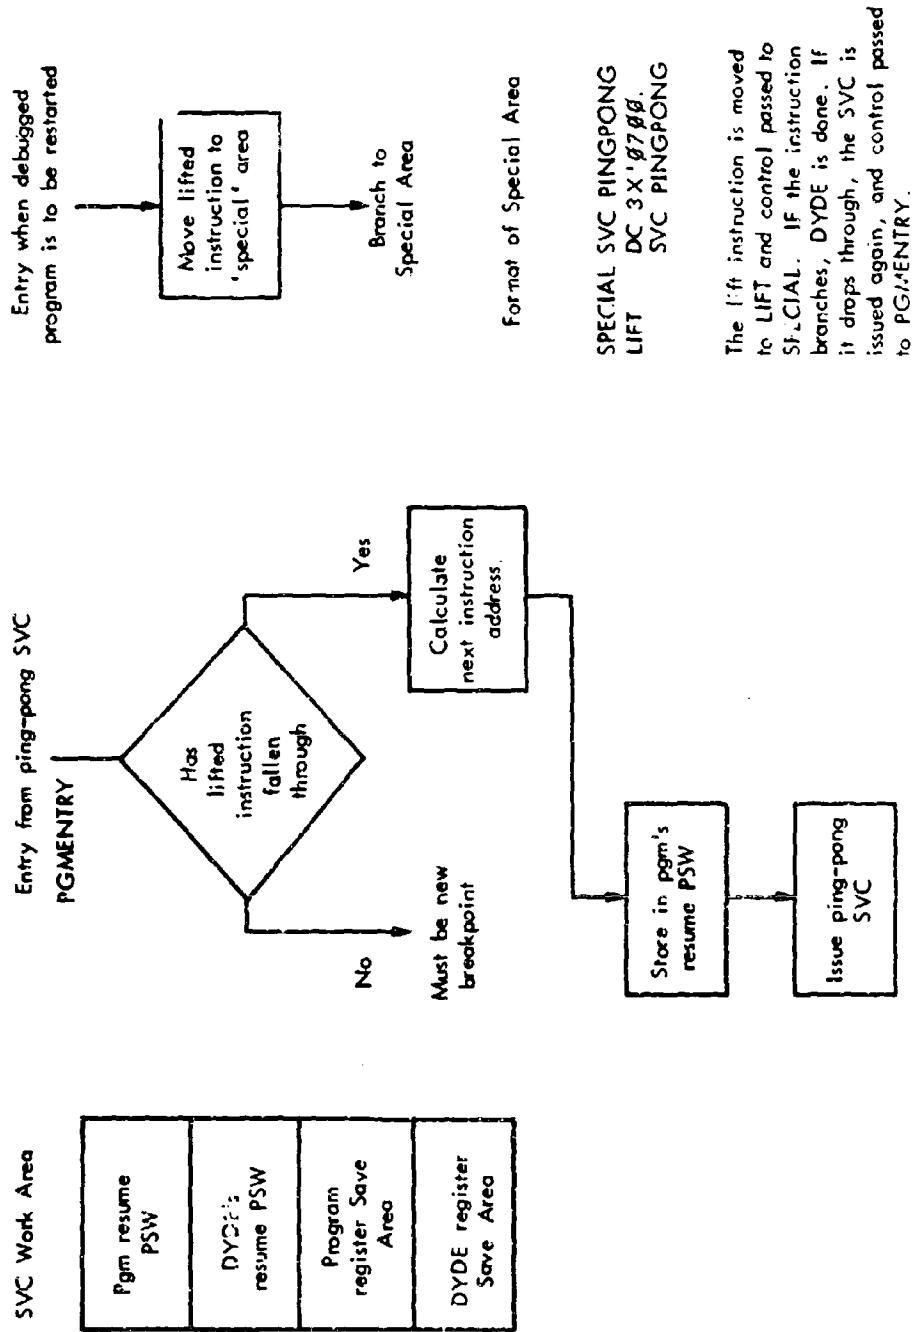 SVC Work Area
Pgm resume
PSW
resume PSW
Program
register Save
Area
DYDE register
Save Area
Entry from ping-pong SVC
PGMENTRY
Has
lifted
instruction
fallen
through
No
Must be new
breakpoint
Yes
Calculate
next instruction
address.
Store in pgm's
resume PSW
Issue ping-pong
SVC
Entry when debugged
program is to be restarted
Move lifted
instruction to
'special' area
Branch to
Special Area
Format of Special Area
SPECIAL SVC PINGPONG
LIFT DC 3X'Ø7ØØ.
SVC PINGPONG
The lift instruction is moved
to LIFT and control passed to
SPECIAL. IF the instruction
branches, DYDE is done. If
it drops through, the SVC is
issued again, and control passed
to PGMENTRY.